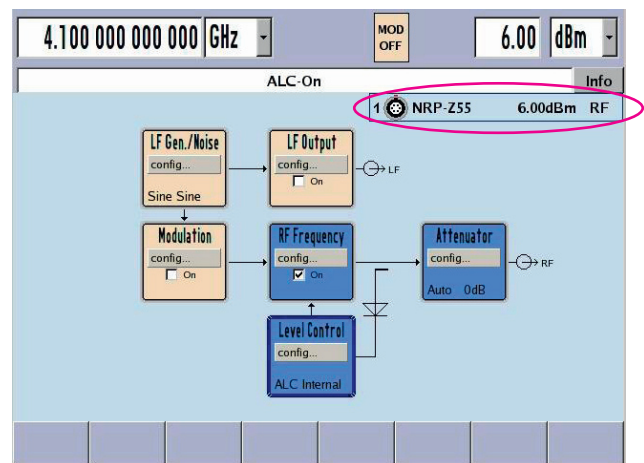 4.100 000 000 000 GHz MOD OFF 6.00 dBm
ALC-On Info
1 NRP-Z55 6.00dBm RF
LF Gen./Noise
config...
Sine Sine
LF Output
config...
On
LF
Modulation
config...
On
RF Frequency
config...
On
Attenuator
config...
Auto 0dB
RF
Level Control
config...
ALC Internal